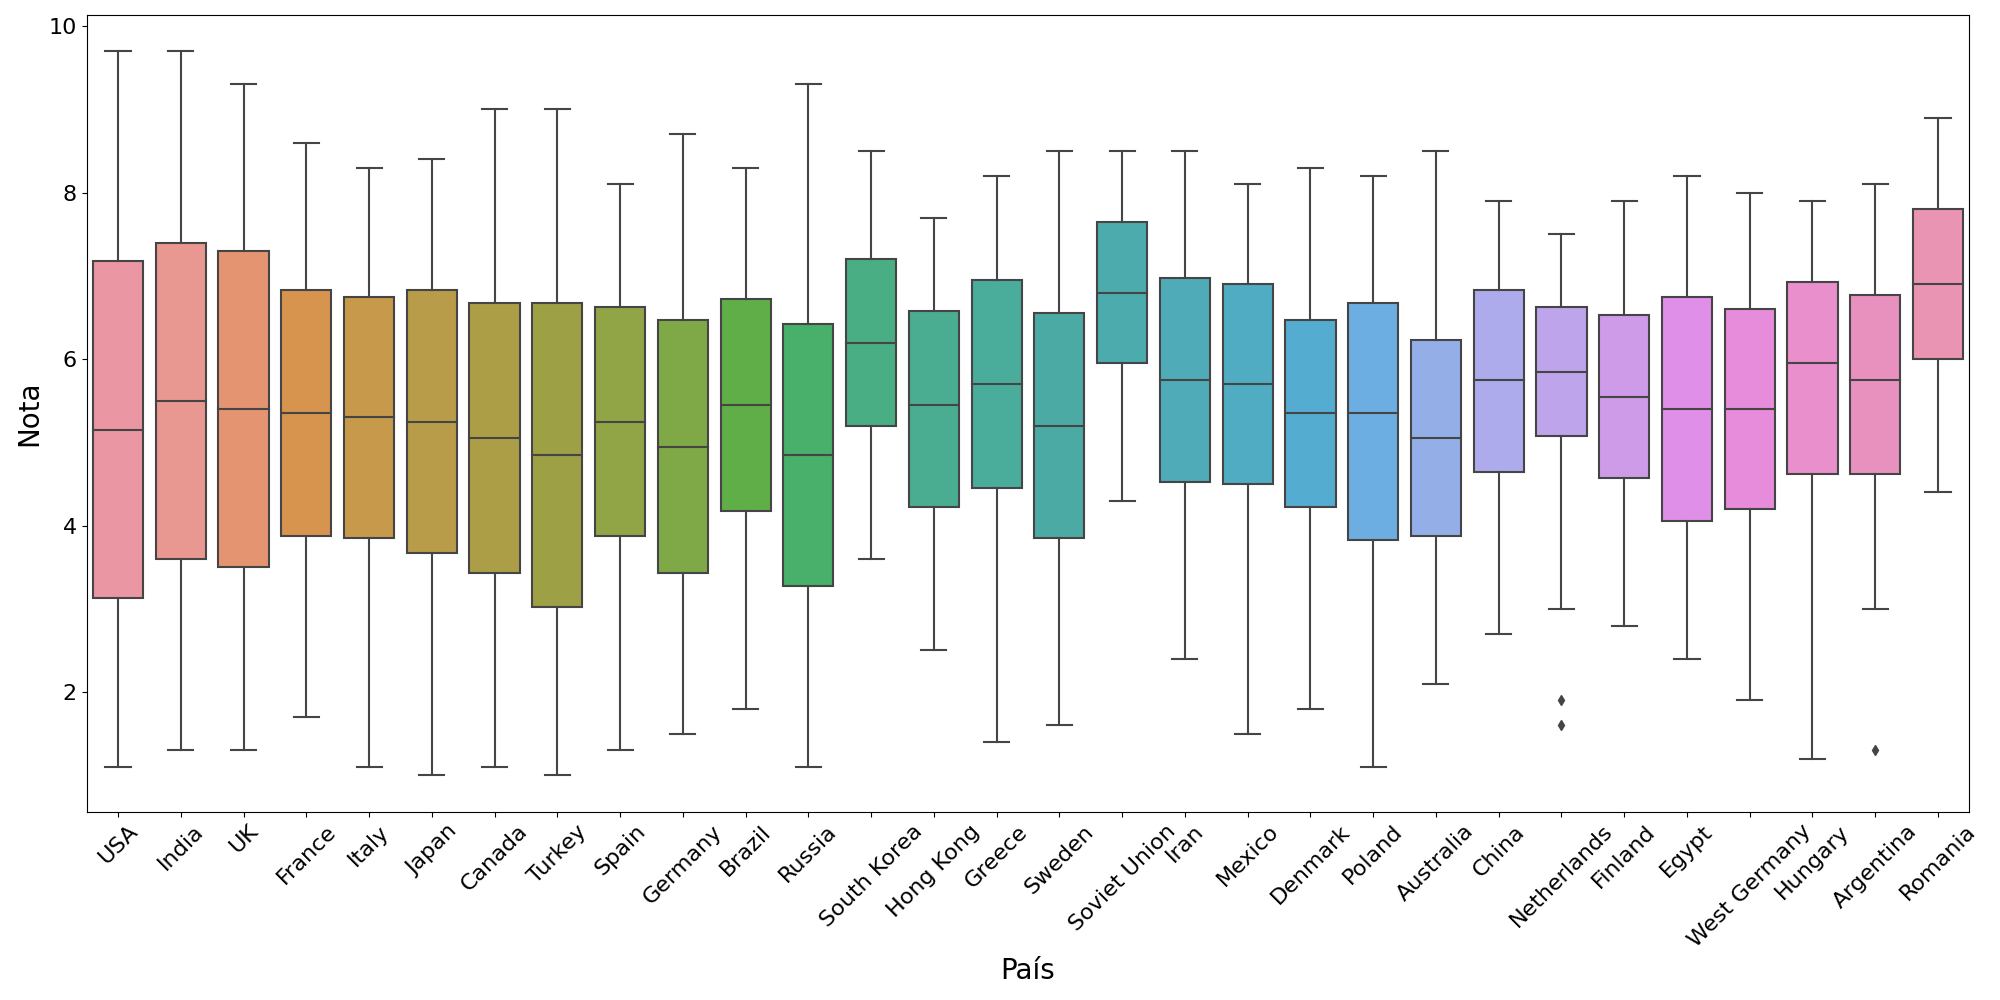 10
8
6
4
2
Nota
USA
India
UK
France
Italy
Japan
Canada
Turkey
Spain
Germany
Brazil
Russia
South Korea
Hong Kong
Greece
Sweden
Soviet Union
Iran
Mexico
Denmark
Poland
Australia
China
Netherlands
Finland
Egypt
West Germany
Hungary
Argentina
Romania
País